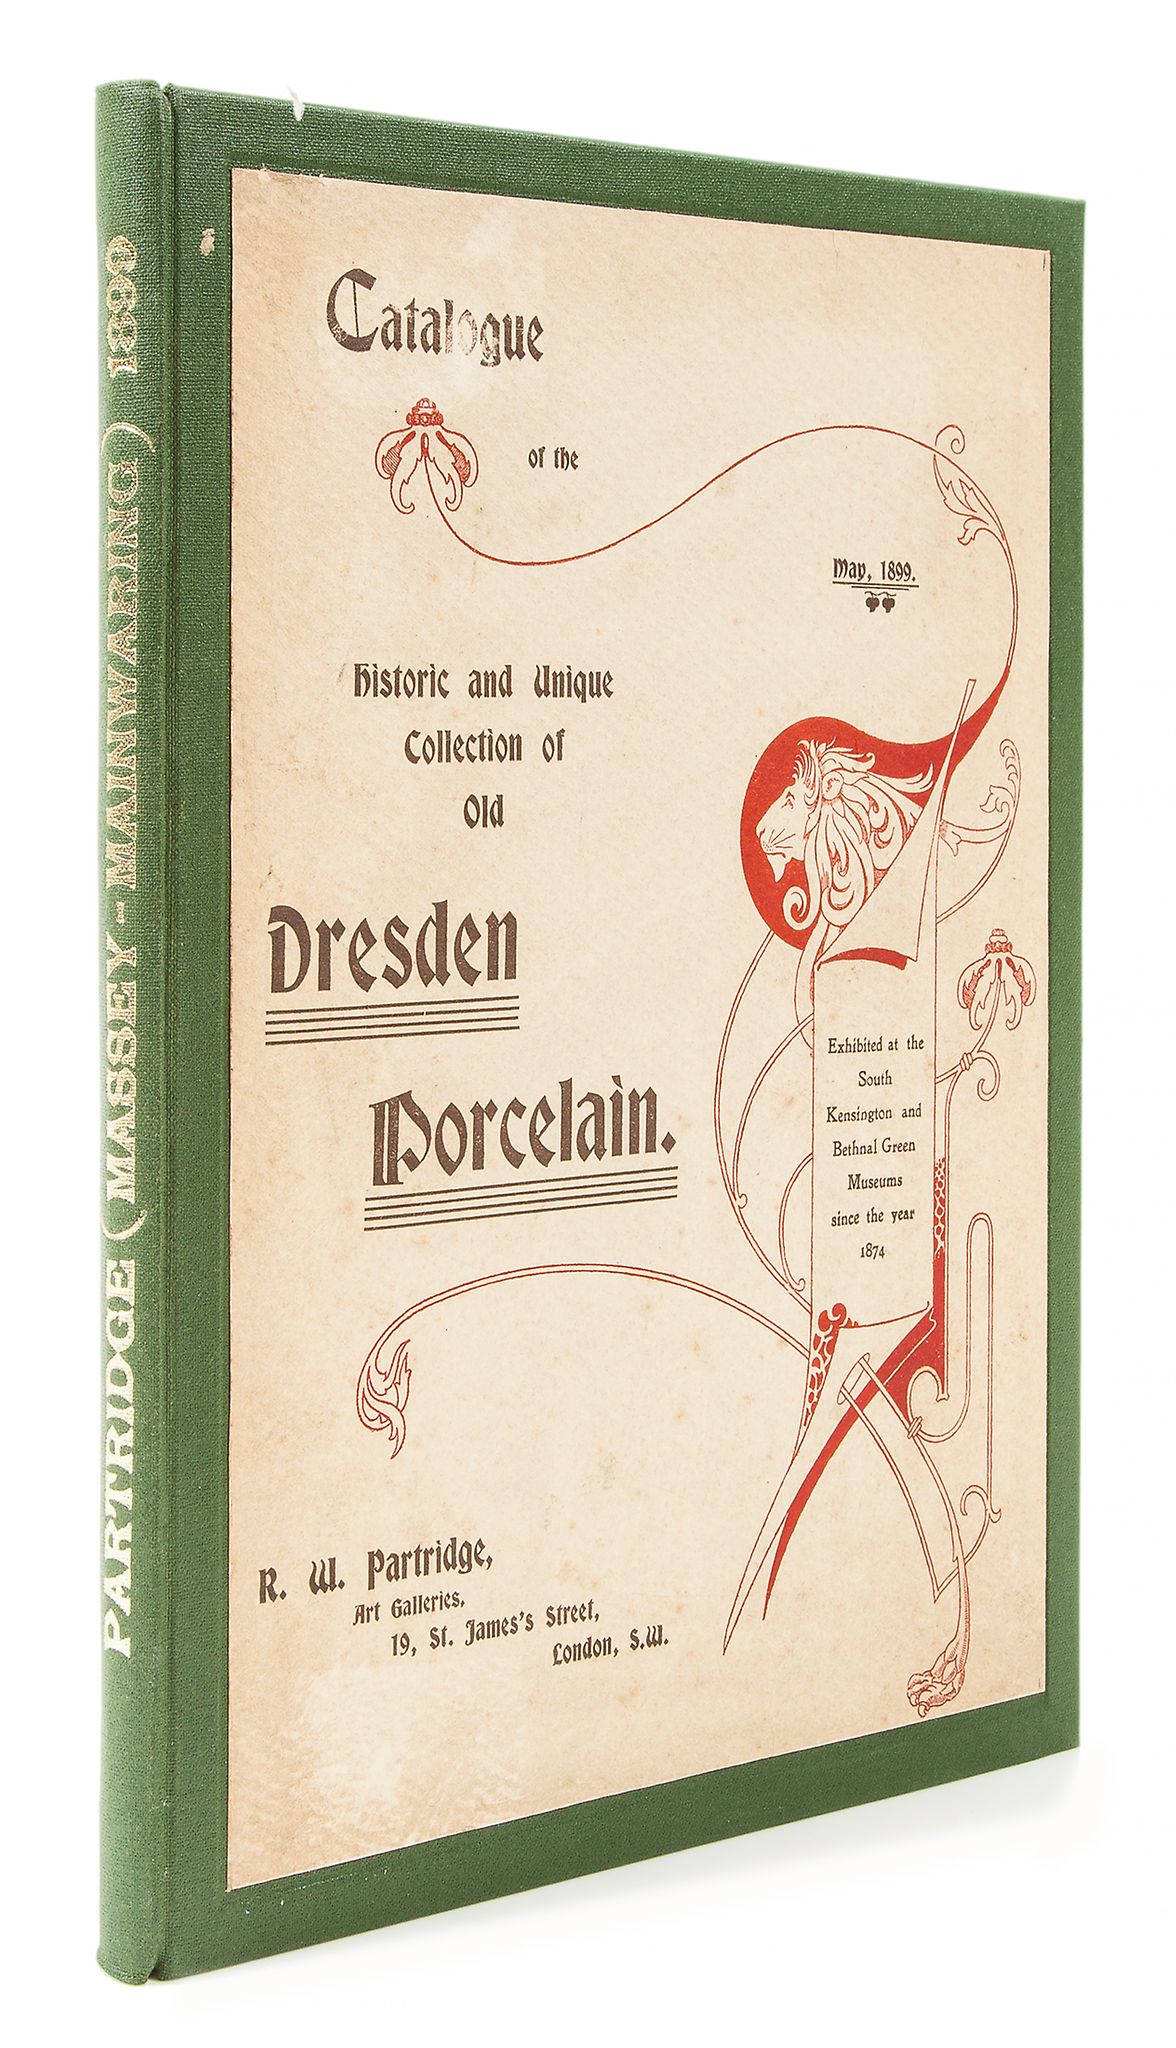 PARTRIDGE (MASSEY - MAINWARING) 1899
Catalogue
of the
May, 1899.
Historic and Unique
Collection of
Old
Dresden
Porcelain.
Exhibited at the
South
Kensington and
Bethnal Green
Museums
since the year
1874
R. W. Partridge,
Art Galleries,
19, St. James's Street,
London, S.W.